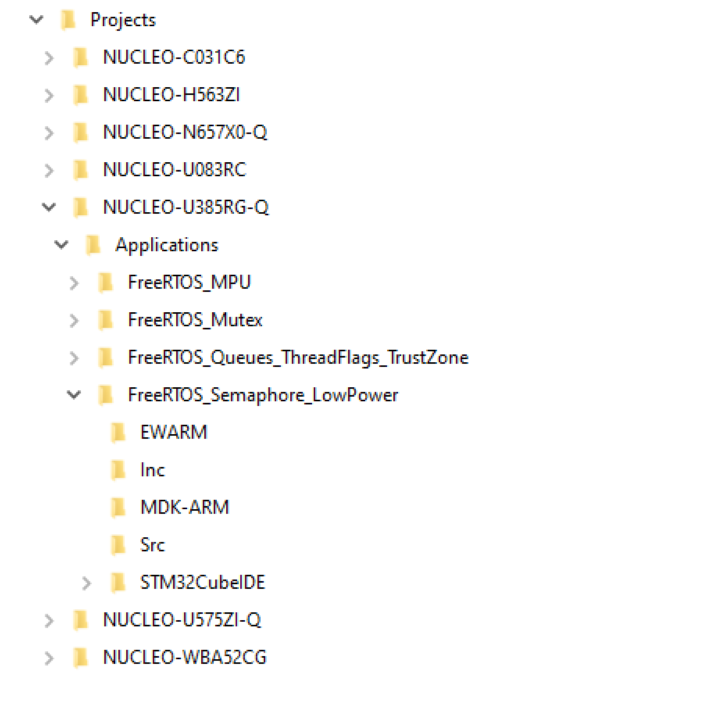 Projects
NUCLEO-C031C6
NUCLEO-H563ZI
NUCLEO-N657X0-Q
NUCLEO-U083RC
NUCLEO-U385RG-Q
Applications
FreeRTOS_MPU
FreeRTOS_Mutex
FreeRTOS_Queues_ThreadFlags_TrustZone
FreeRTOS_Semaphore_LowPower
EWARM
Inc
MDK-ARM
Src
STM32CubeIDE
NUCLEO-U575ZI-Q
NUCLEO-WBA52CG